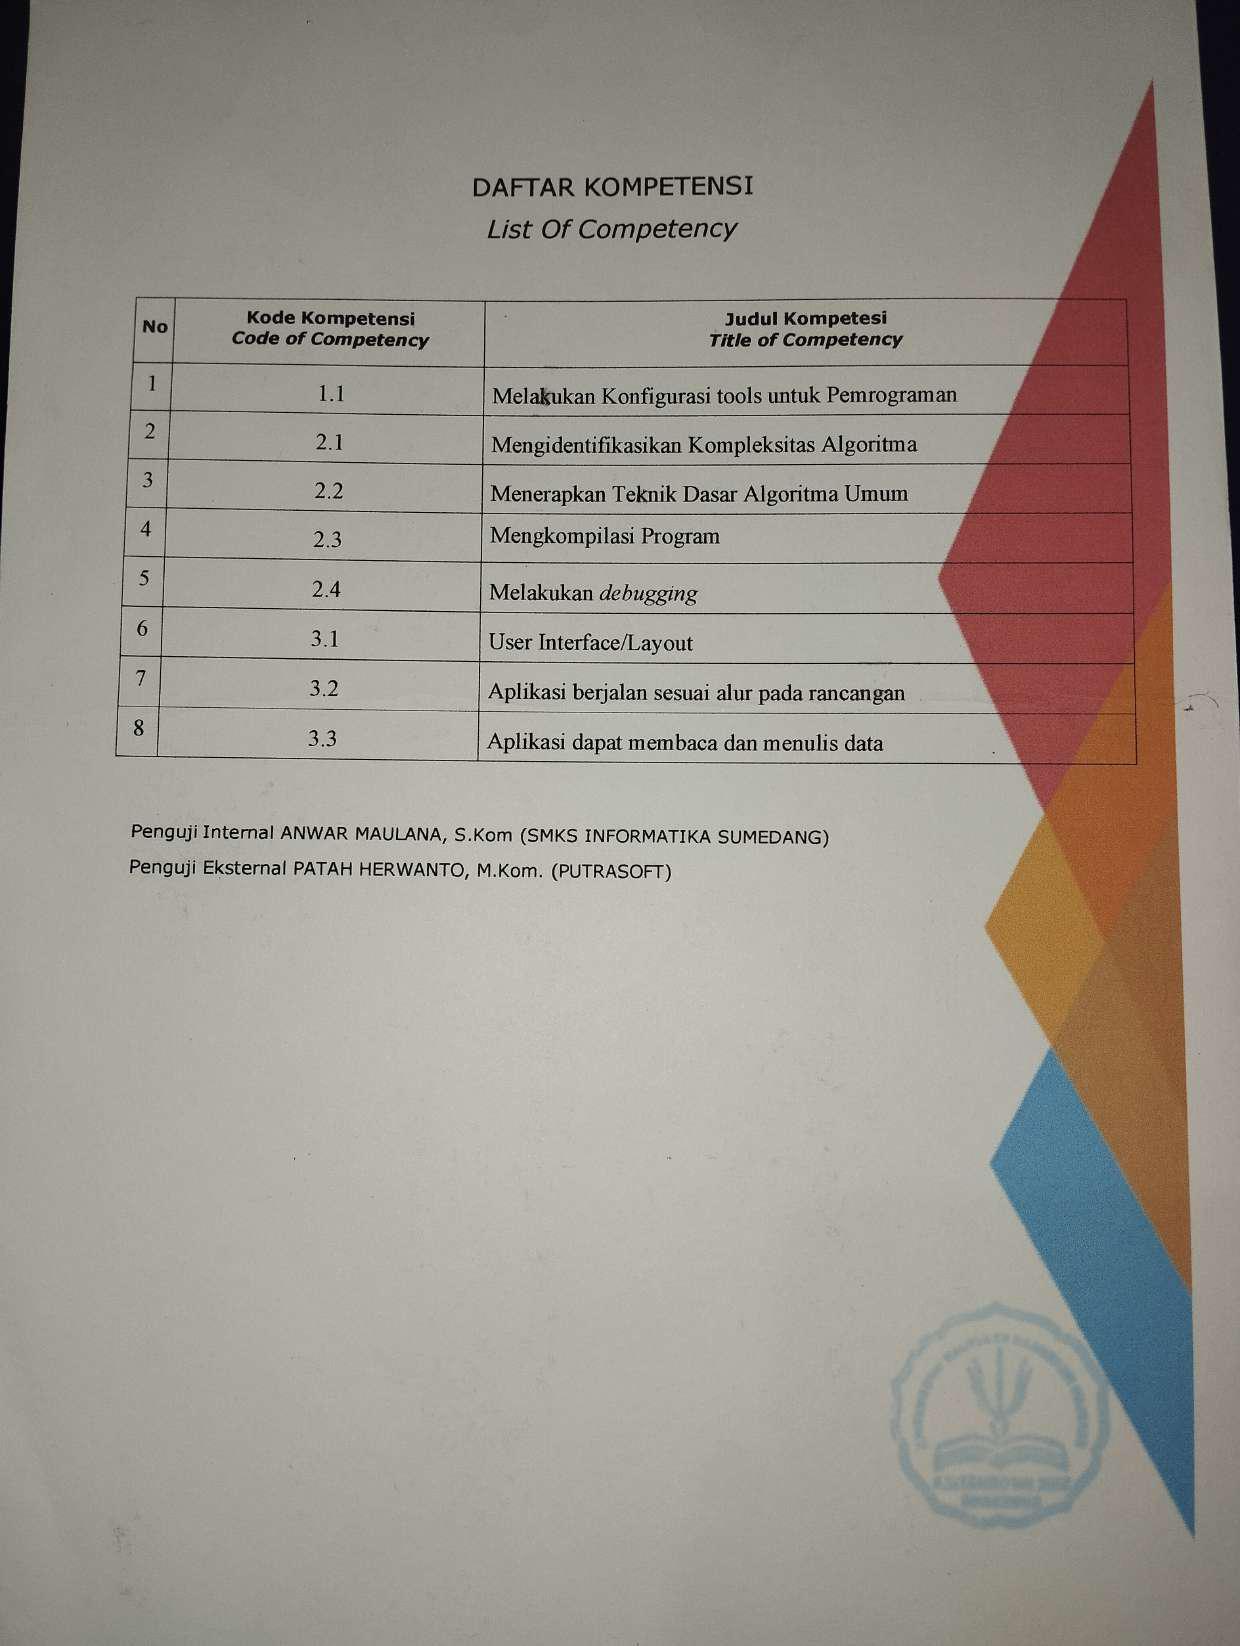 DAFTAR KOMPETENSI
List Of Competency
No
Kode Kompetensi
Code of Competency
Judul Kompetesi
Title of Competency
1 1.1 Melakukan Konfigurasi tools untuk Pemrograman
2 2.1 Mengidentifikasikan Kompleksitas Algoritma
3 2.2 Menerapkan Teknik Dasar Algoritma Umum
4 2.3 Mengkompilasi Program
5 2.4 Melakukan debugging
6 3.1 User Interface/Layout
7 3.2 Aplikasi berjalan sesuai alur pada rancangan
8 3.3 Aplikasi dapat membaca dan menulis data
Penguji Internal ANWAR MAULANA, S.Kom (SMKS INFORMATIKA SUMEDANG)
Penguji Eksternal PATAH HERWANTO, M.Kom. (PUTRASOFT)